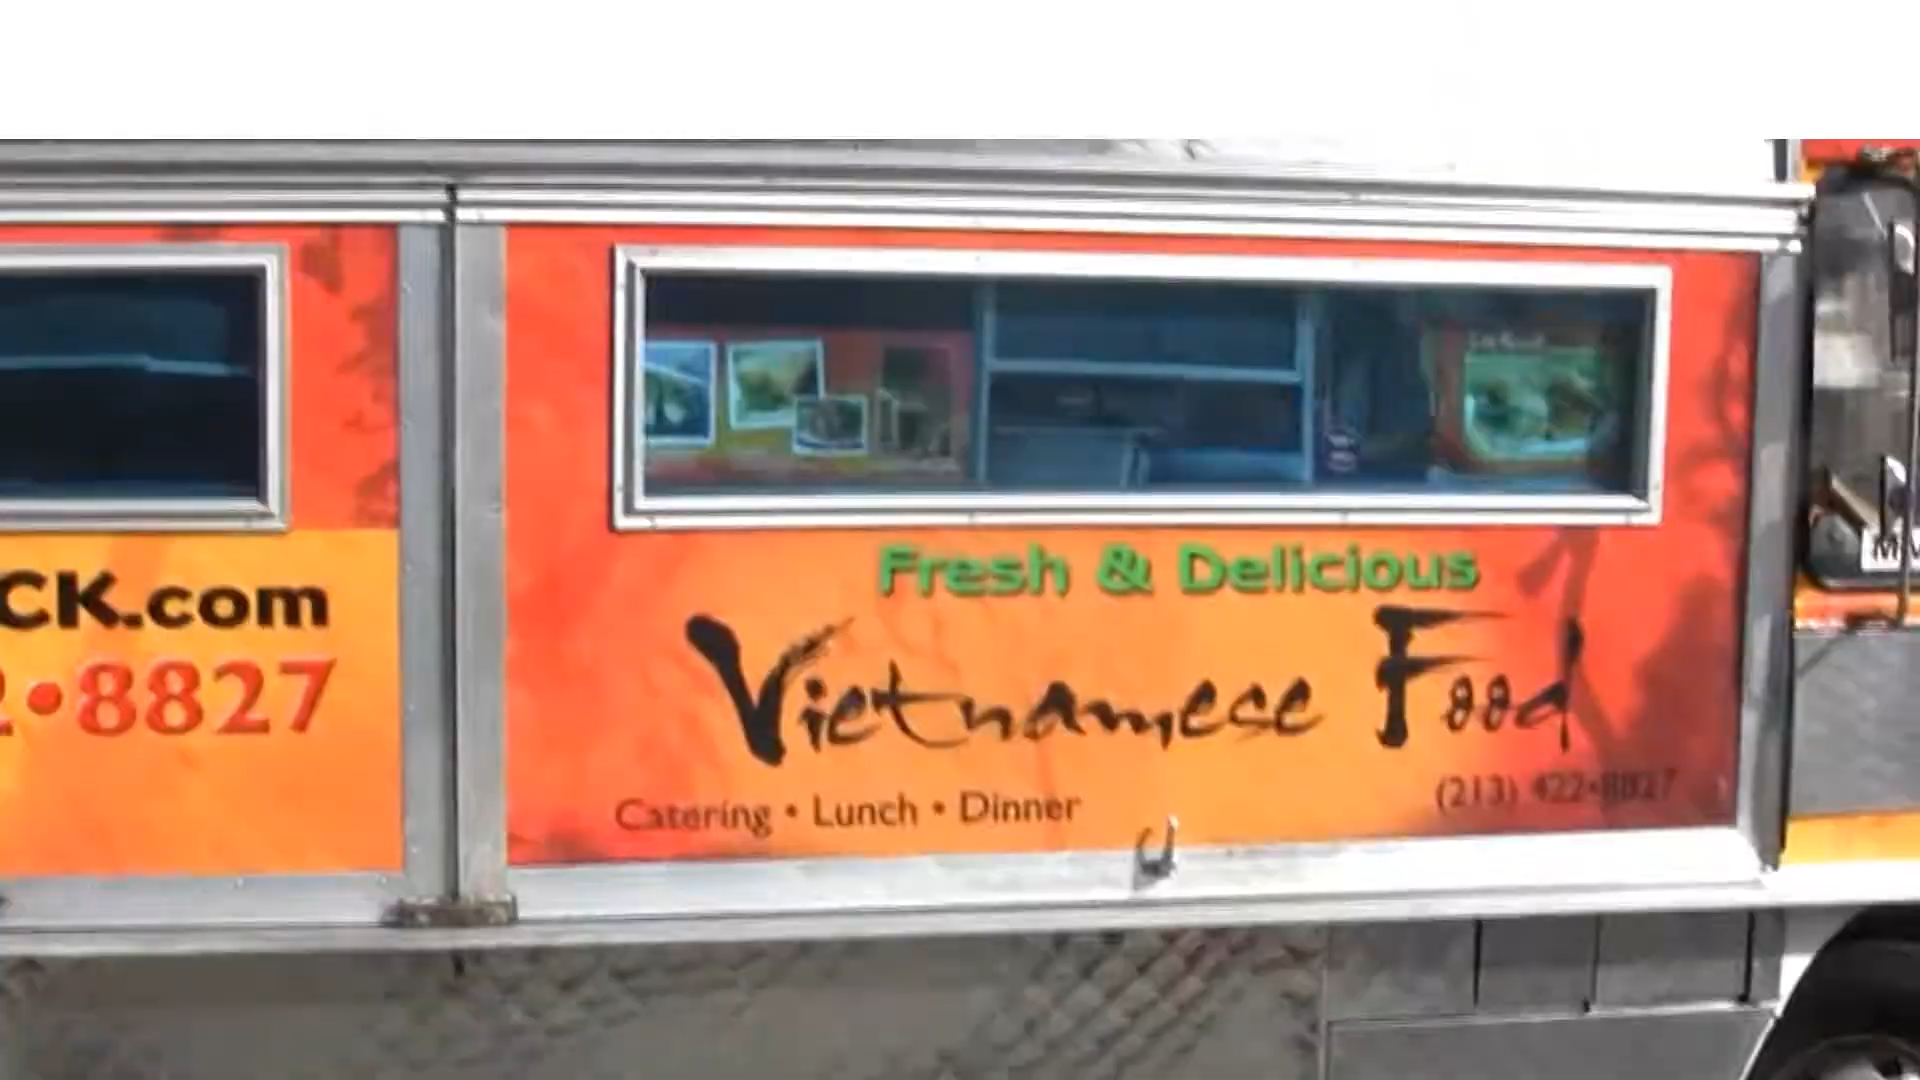 CK.com
2•8827
Fresh & Delicious
Vietnamese Food
(213) 422•8827
Catering • Lunch • Dinner